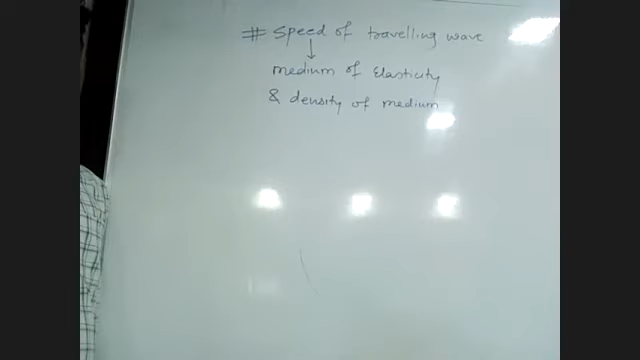 # Speed of travelling wave
↓
medium of Elasticity
& density of medium